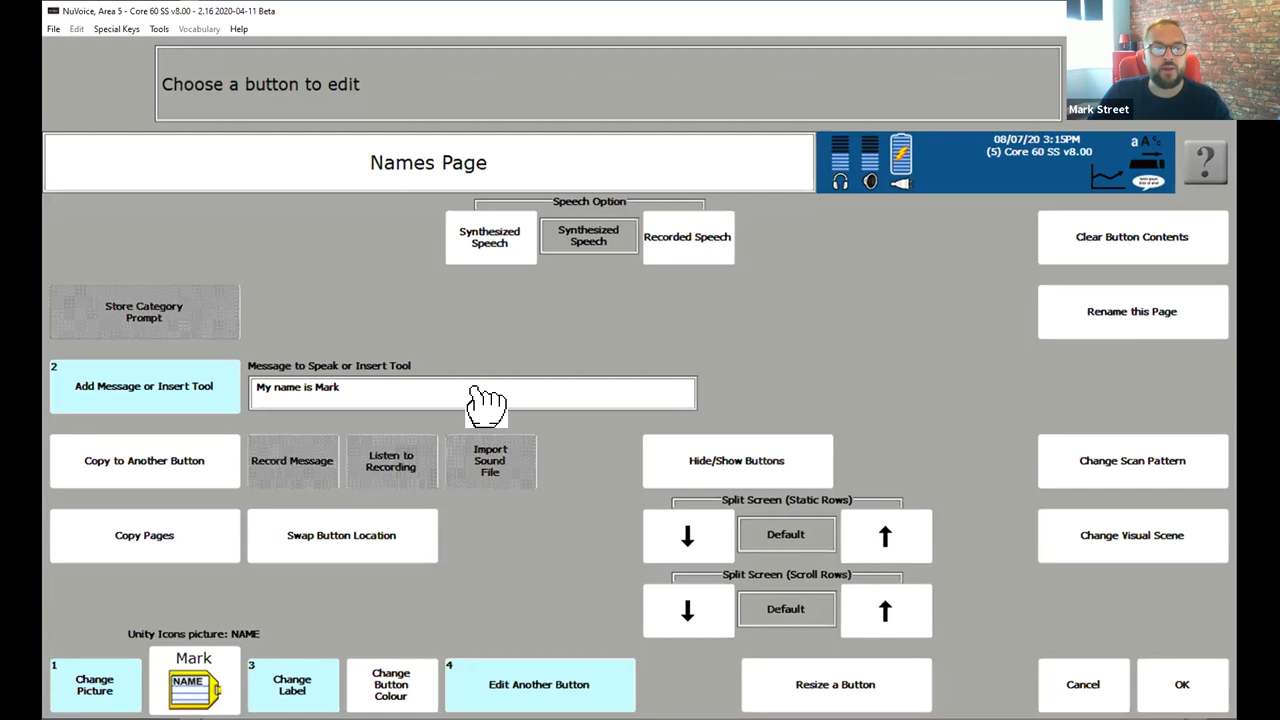 NuVoice, Area 5 - Core 60 SS v8.00 - 2.16 2020-04-11 Beta
File Edit Special Keys Tools Vocabulary Help
Choose a button to edit
Mark Street
Names Page
08/07/20 3:15PM
(5) Core 60 SS v8.00
?
Speech Option
Synthesized
Speech
Synthesized
Speech
Recorded Speech
Clear Button Contents
Store Category
Prompt
Rename this Page
2
Add Message or Insert Tool
Message to Speak or Insert Tool
My name is Mark
Copy to Another Button
Record Message
Listen to
Recording
Import
Sound
File
Hide/Show Buttons
Change Scan Pattern
Split Screen (Static Rows)
Copy Pages
Swap Button Location
Default
Change Visual Scene
Split Screen (Scroll Rows)
Default
Unity Icons picture: NAME
1
Change
Picture
Mark
NAME
3
Change
Label
Change
Button
Colour
4
Edit Another Button
Resize a Button
Cancel
OK